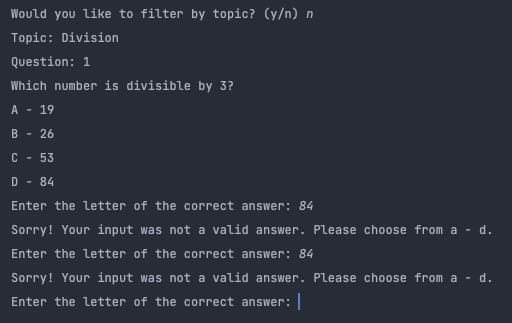 Would you like to filter by topic? (y/n) n
Topic: Division
Question: 1
Which number is divisible by 3?
A - 19
B - 26
C - 53
D - 84
Enter the letter of the correct answer: 84
Sorry! Your input was not a valid answer. Please choose from a - d.
Enter the letter of the correct answer: 84
Sorry! Your input was not a valid answer. Please choose from a - d.
Enter the letter of the correct answer: